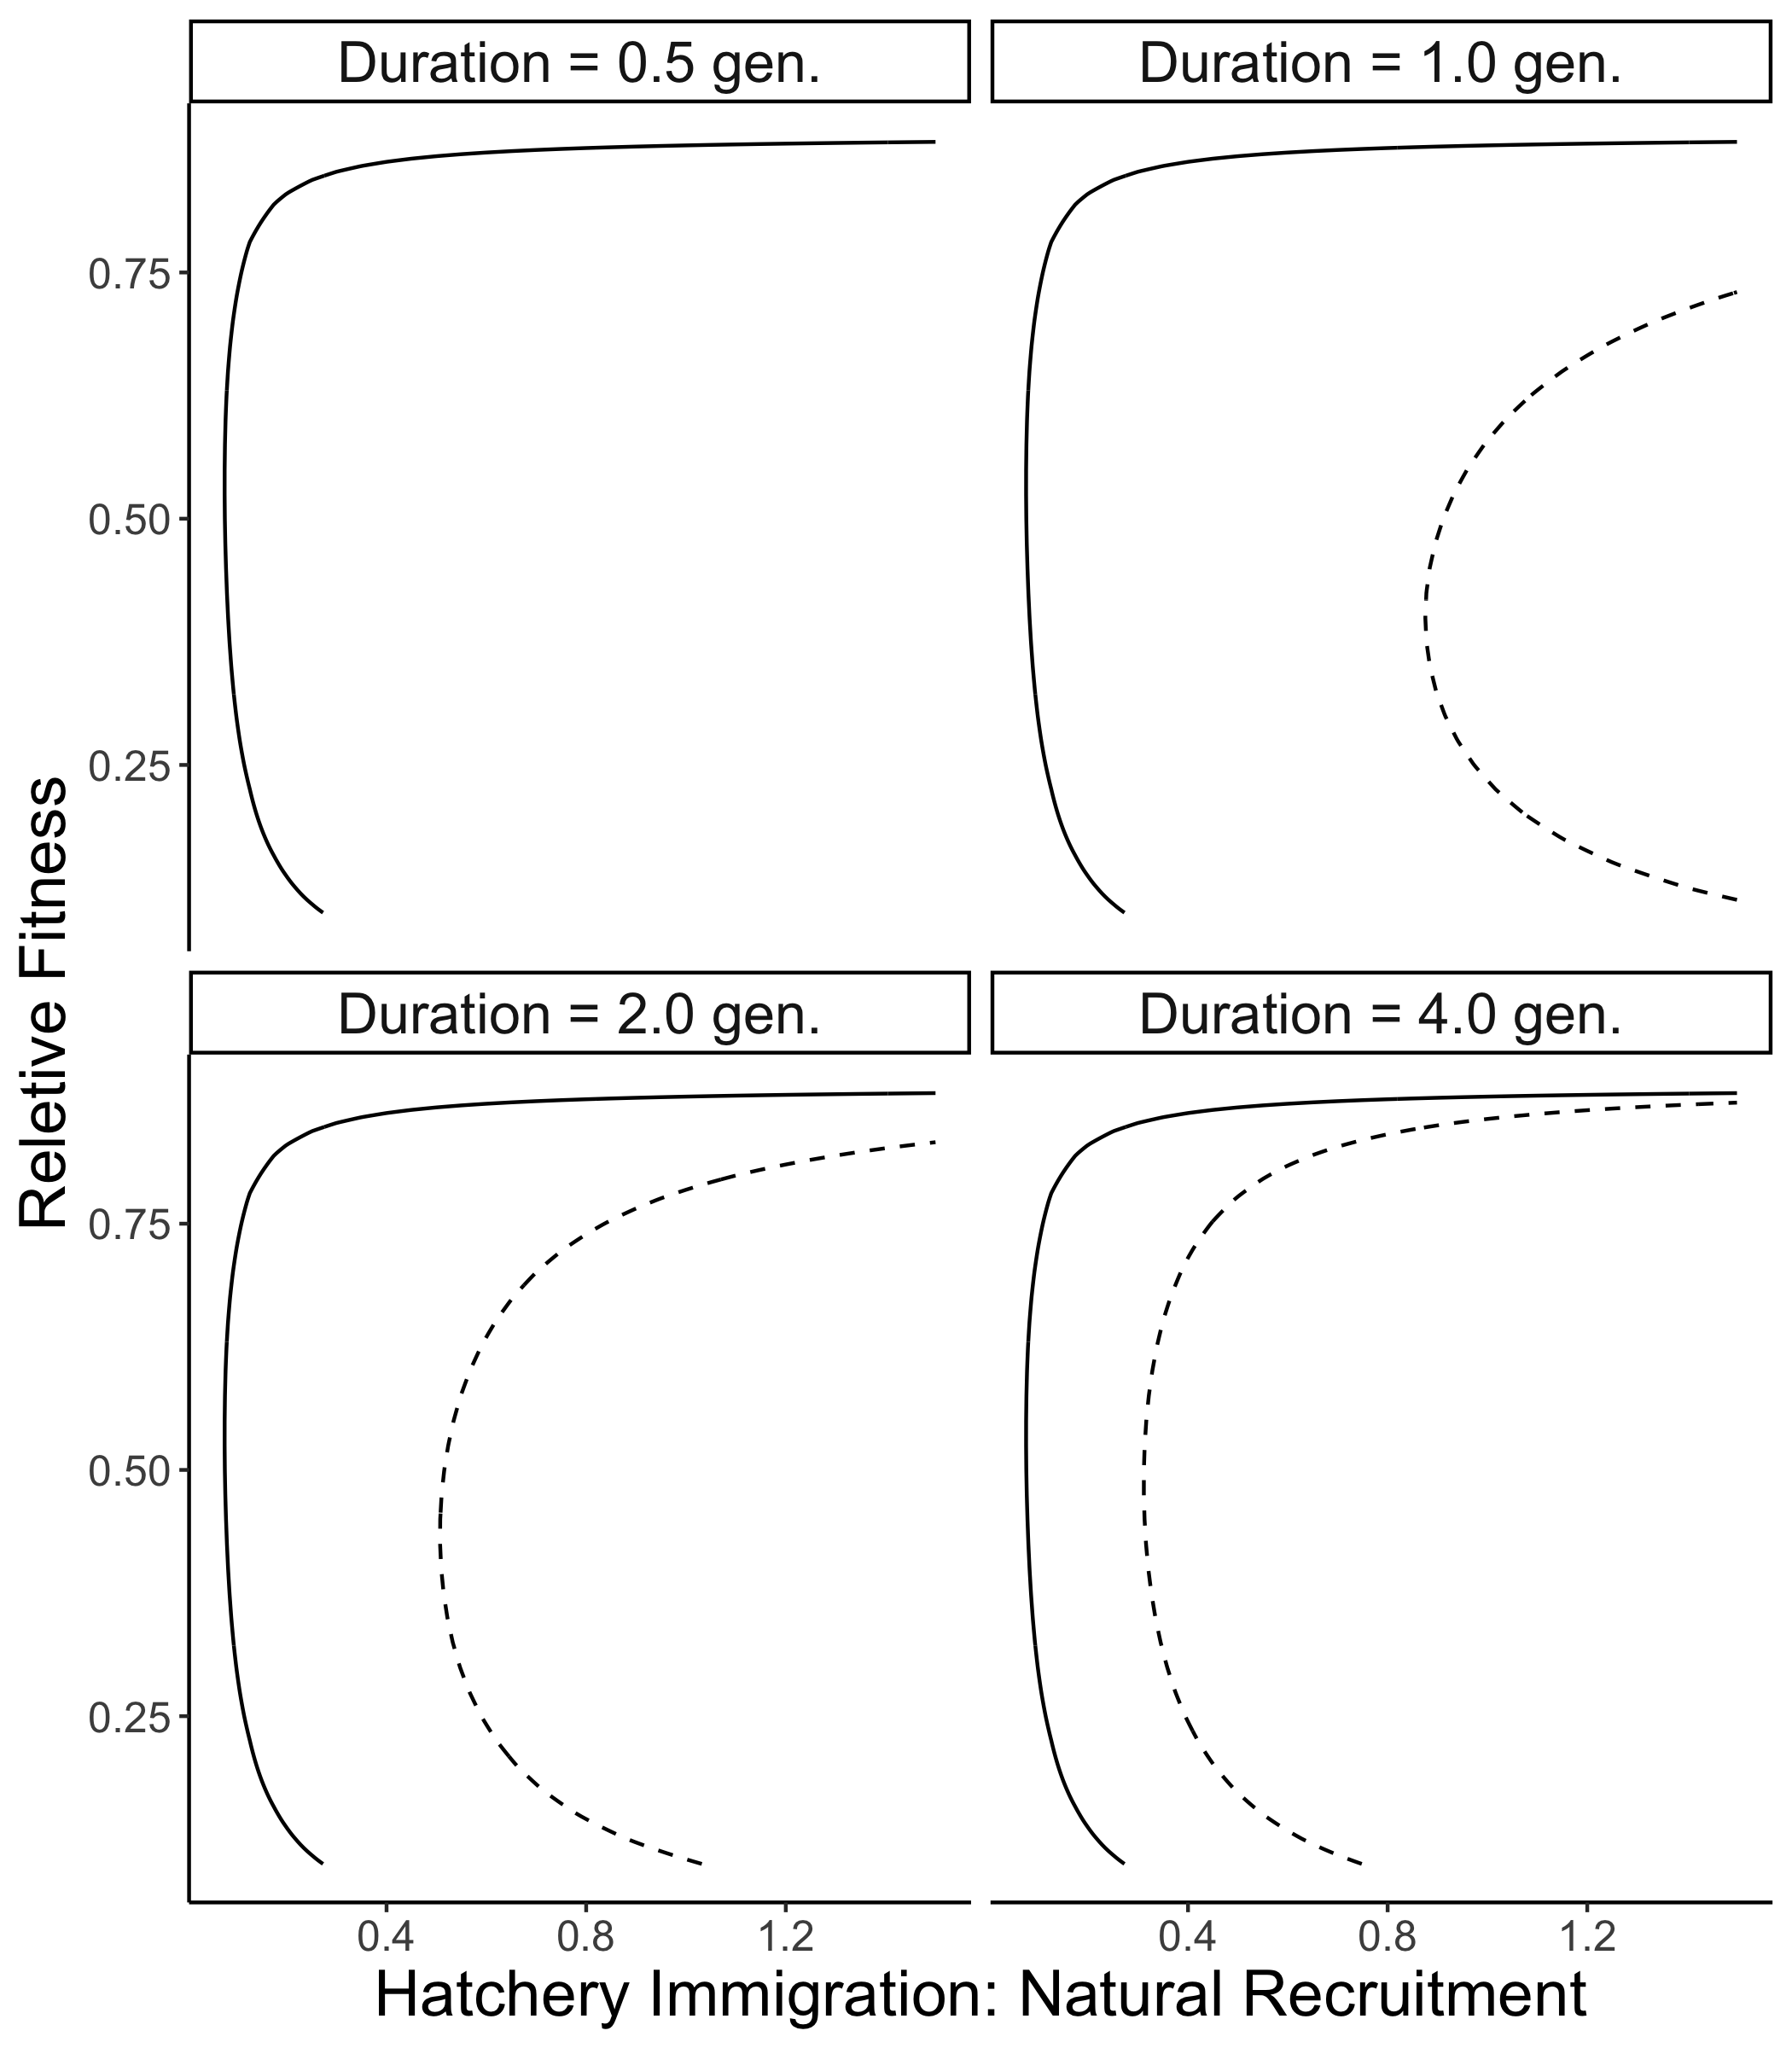 Duration = 0.5 gen.
Duration = 1.0 gen.
0.75
0.50
0.25
Reletive Fitness
Duration = 2.0 gen.
Duration = 4.0 gen.
0.75
0.50
0.25
0.4 0.8 1.2
0.4 0.8 1.2
Hatchery Immigration: Natural Recruitment